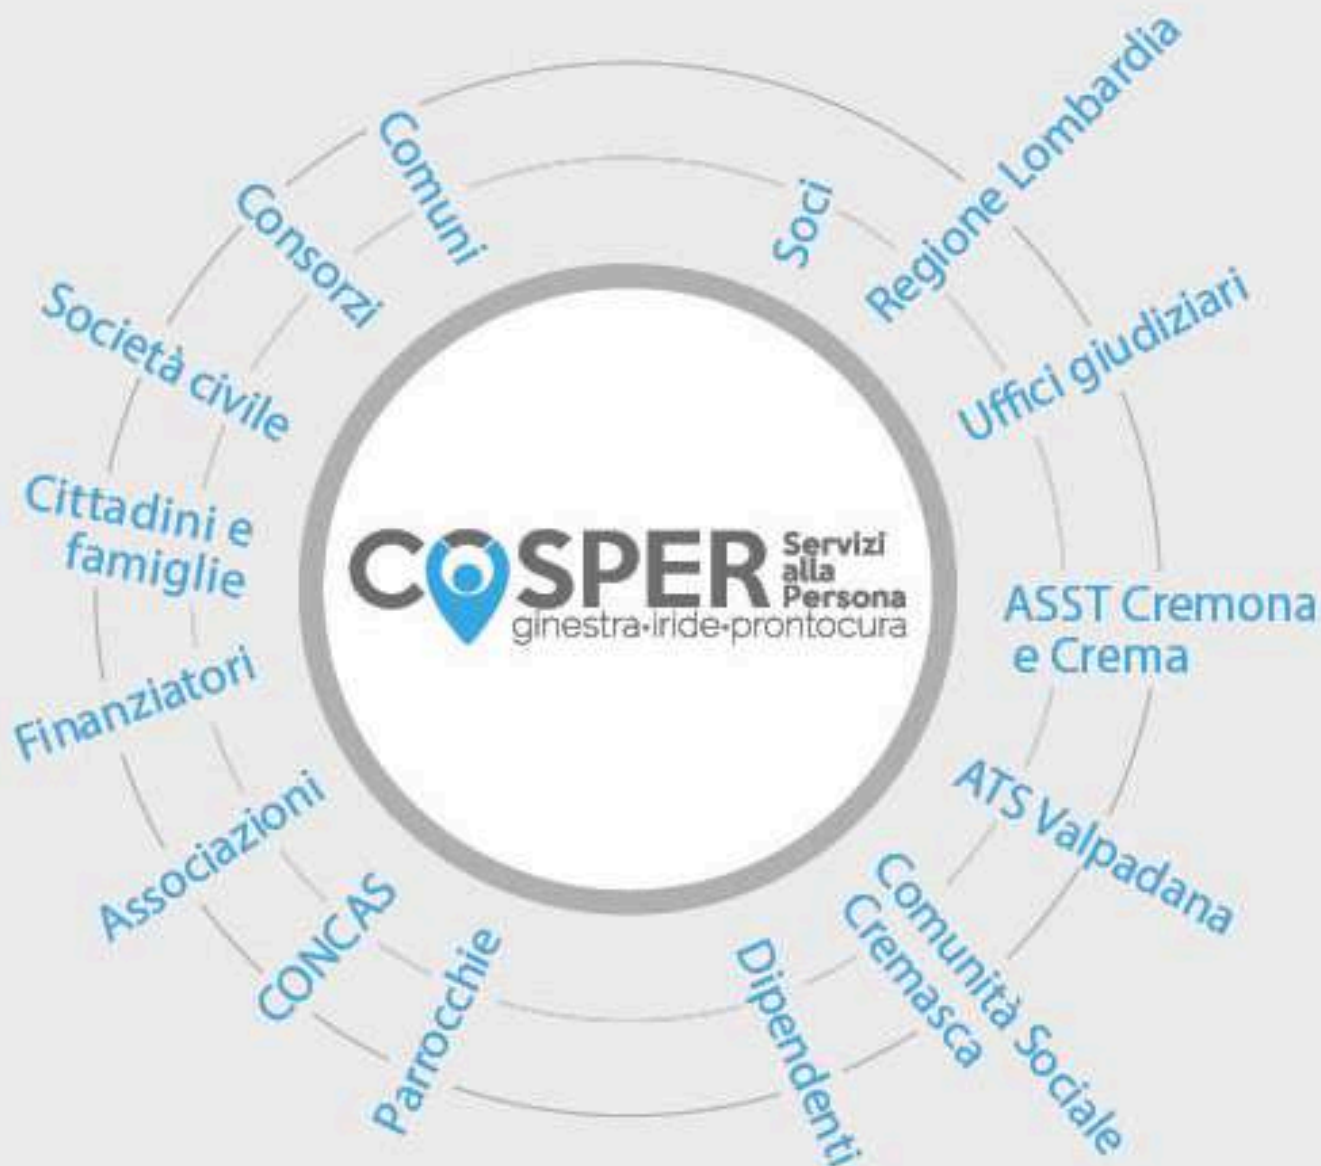 Comuni
Soci
Regione Lombardia
Uffici giudiziari
ASST Cremona
e Crema
ATS Valpadana
Comunità Sociale
Cremasca
Dipendenti
Parrocchie
CONCAS
Associazioni
Finanziatori
Cittadini e
famiglie
Società civile
Consorzi
COSPER
Servizi
alla
Persona
ginestra•iride•prontocura